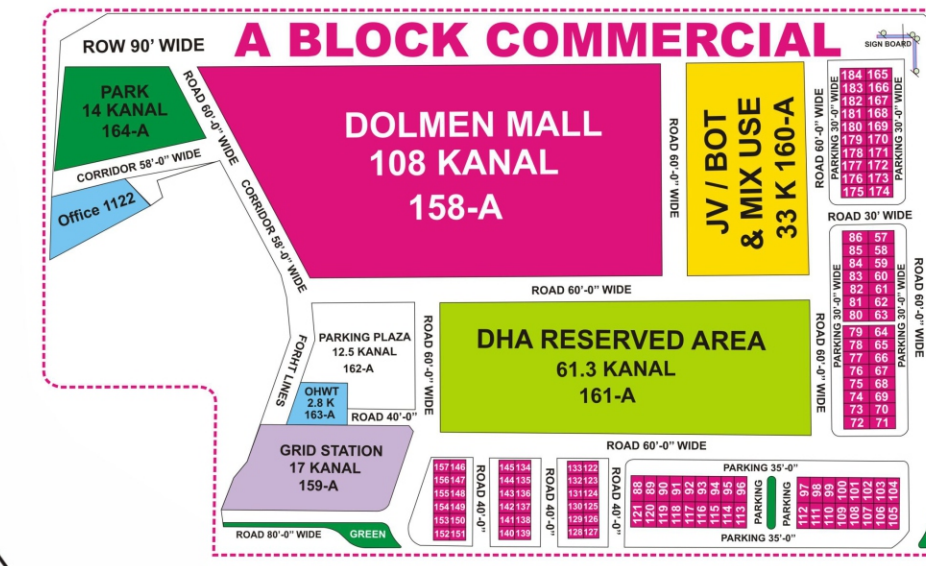 A BLOCK COMMERCIAL
ROW 90' WIDE
SIGN BOARD
PARK
14 KANAL
164-A
ROAD 60'-0" WIDE
CORRIDOR 58'-0" WIDE
Office 1122
CORRIDOR 58'-0" WIDE
DOLMEN MALL
108 KANAL
158-A
ROAD 60'-0" WIDE
JV / BOT
& MIX USE
33 K 160-A
ROAD 60'-0" WIDE
PARKING 30'-0" WIDE
184 165
183 166
182 167
181 168
180 169
179 170
178 171
177 172
176 173
175 174
PARKING 30'-0" WIDE
ROAD 30' WIDE
86 57
85 58
84 59
83 60
82 61
81 62
80 63
79 64
78 65
77 66
76 67
75 68
74 69
73 70
72 71
PARKING 30'-0" WIDE
PARKING 30'-0" WIDE
ROAD 60'-0" WIDE
ROAD 60'-0" WIDE
ROAD 60'-0" WIDE
FORHT LINES
PARKING PLAZA
12.5 KANAL
162-A
ROAD 60'-0" WIDE
DHA RESERVED AREA
61.3 KANAL
161-A
OHWT
2.8 K
163-A
ROAD 40'-0"
ROAD 60'-0" WIDE
GRID STATION
17 KANAL
159-A
ROAD 80'-0" WIDE
GREEN
157 146
156 147
155 148
154 149
153 150
152 151
ROAD 40'-0"
145 134
144 135
143 136
142 137
141 138
140 139
ROAD 40'-0"
133 122
132 123
131 124
130 125
129 126
128 127
ROAD 40'-0"
PARKING 35'-0"
88 89 90 91 92 93 94 95 96
121 120 119 118 117 116 115 114 113
PARKING
PARKING
97 98 99 100 101 102 103 104
112 111 110 109 108 107 106 105
PARKING 35'-0"